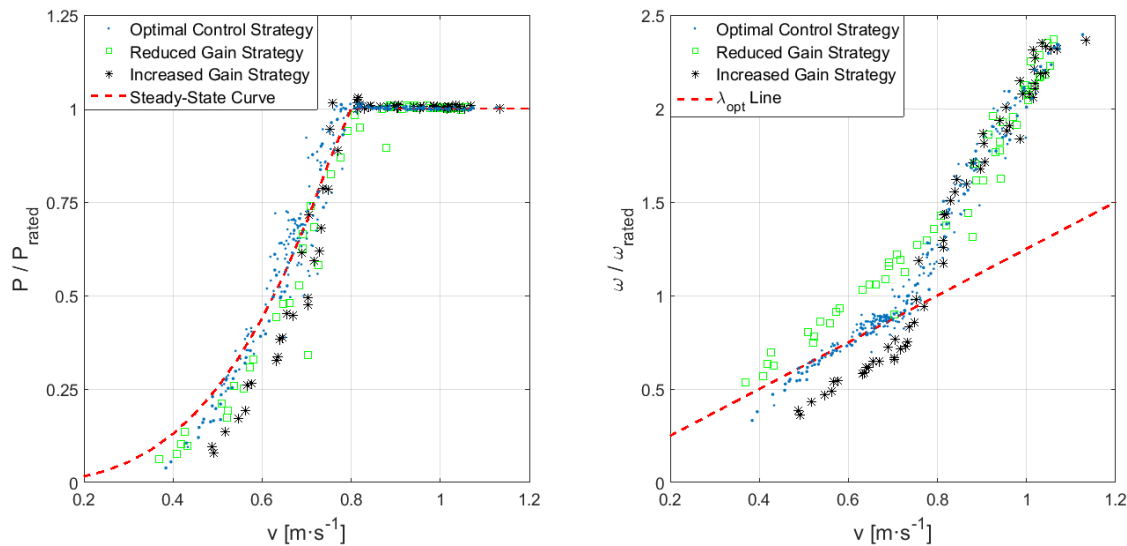 Optimal Control Strategy
Reduced Gain Strategy
Increased Gain Strategy
Steady-State Curve
P / P_rated
1.25
1
0.75
0.5
0.25
0
0.2
0.4
0.6
0.8
1
1.2
v [m·s⁻¹]
Optimal Control Strategy
Reduced Gain Strategy
Increased Gain Strategy
λ_opt Line
ω / ω_rated
2.5
2
1.5
1
0.5
0
0.2
0.4
0.6
0.8
1
1.2
v [m·s⁻¹]